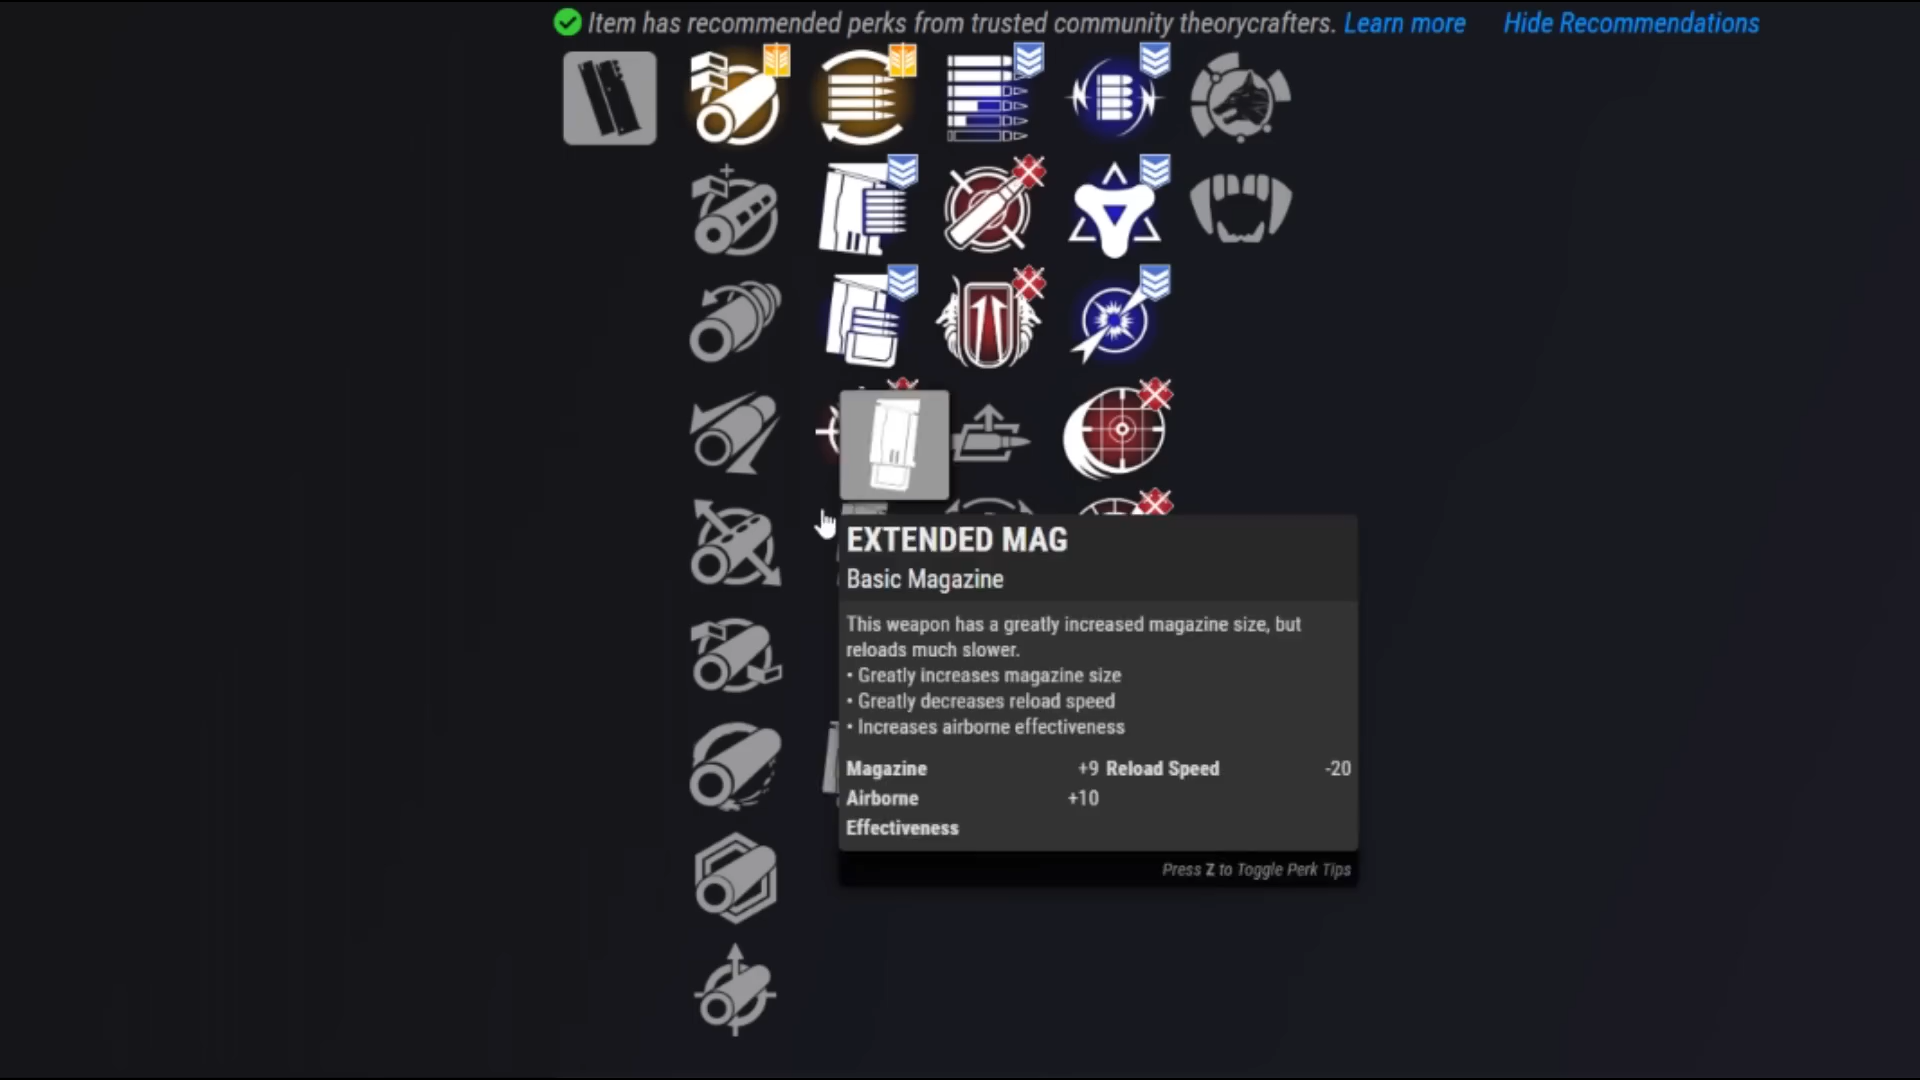 Item has recommended perks from trusted community theorycrafters. Learn more Hide Recommendations
EXTENDED MAG
Basic Magazine
This weapon has a greatly increased magazine size, but
reloads much slower.
• Greatly increases magazine size
• Greatly decreases reload speed
• Increases airborne effectiveness
Magazine +9 Reload Speed -20
Airborne +10
Effectiveness
Press Z to Toggle Perk Tips